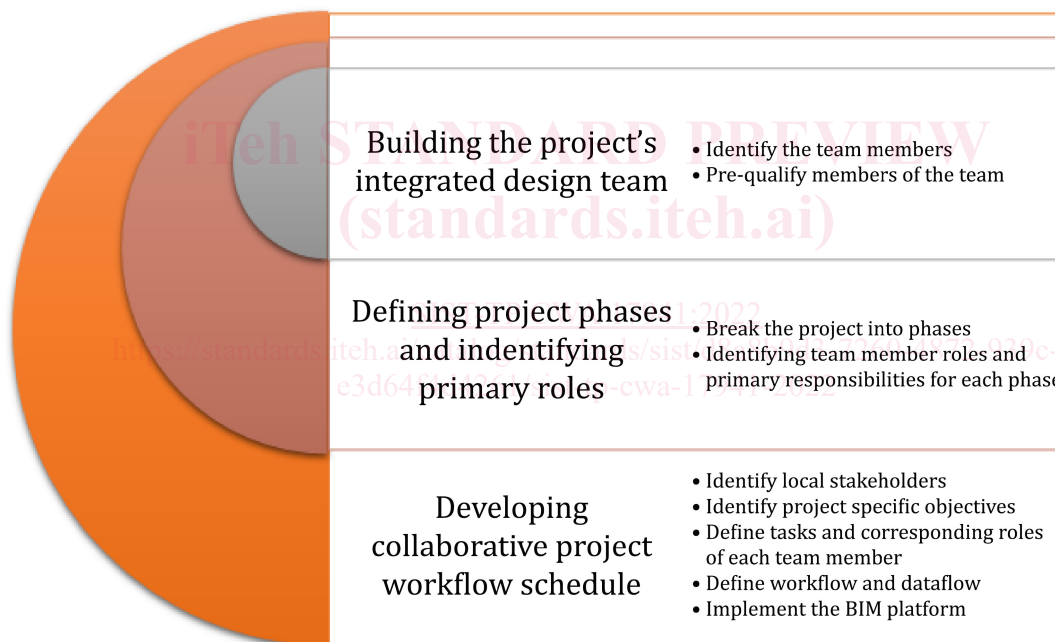 iTeh STANDARD PREVIEW
(standards.iteh.ai)
Building the project's
integrated design team
• Identify the team members
• Pre-qualify members of the team
Defining project phases
and indentifying
primary roles
• Break the project into phases
• Identifying team member roles and
primary responsibilities for each phase
Developing
collaborative project
workflow schedule
• Identify local stakeholders
• Identify project specific objectives
• Define tasks and corresponding roles
of each team member
• Define workflow and dataflow
• Implement the BIM platform